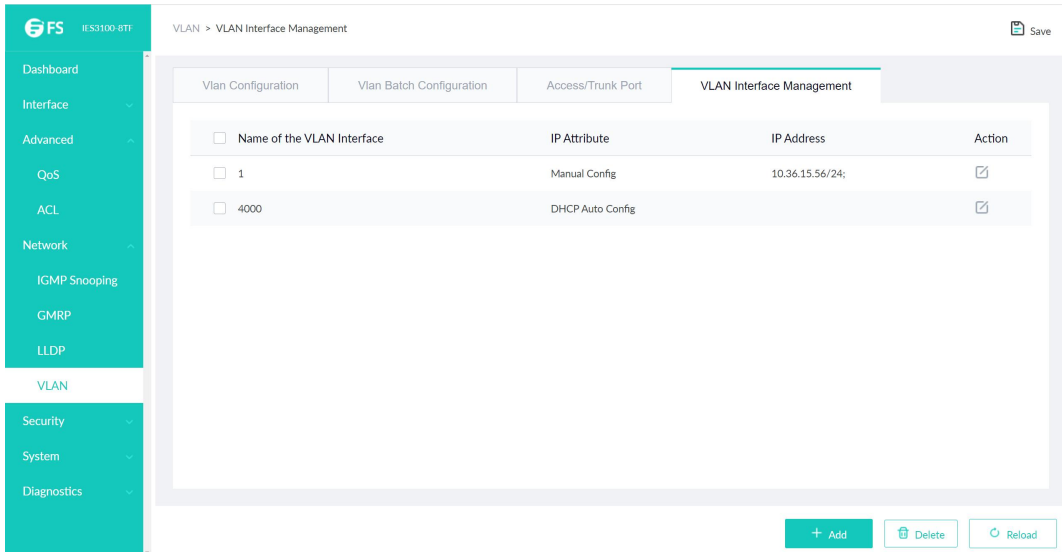 FS IES3100-8TF
VLAN > VLAN Interface Management
Save
Dashboard
Interface
Advanced
QoS
ACL
Network
IGMP Snooping
GMRP
LLDP
VLAN
Security
System
Diagnostics
Vlan Configuration Vlan Batch Configuration Access/Trunk Port VLAN Interface Management
Name of the VLAN Interface IP Attribute IP Address Action
1 Manual Config 10.36.15.56/24;
4000 DHCP Auto Config
+ Add Delete Reload